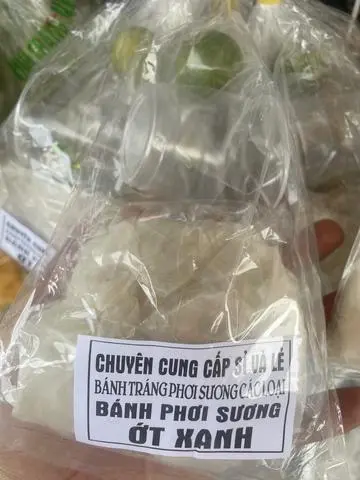 CHUYÊN CUNG CẤP SỈ VÀ LẺ
BÁNH TRÁNG PHƠI SƯƠNG CÁC LOẠI
BÁNH PHƠI SƯƠNG
ỚT XANH